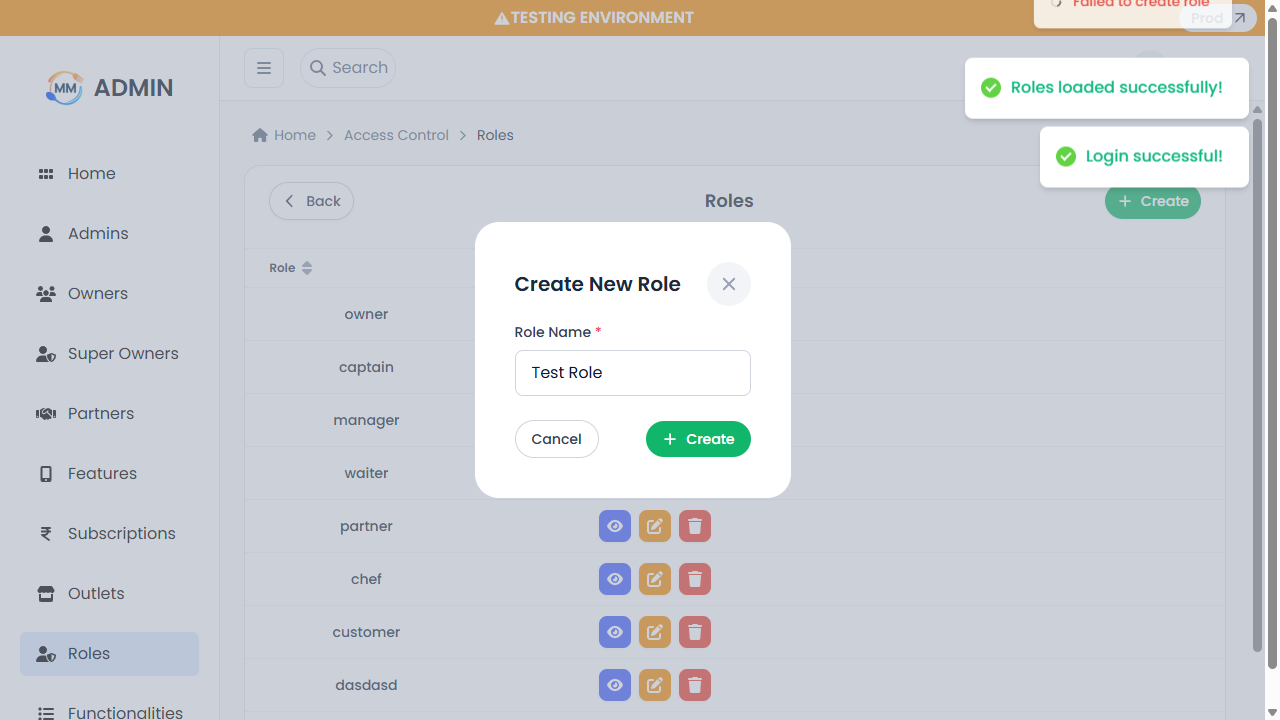 TESTING ENVIRONMENT
Failed to create role
Prod
MM ADMIN
Search
Roles loaded successfully!
Login successful!
Home
Access Control
Roles
Back
Roles
Create
Role
owner
captain
manager
waiter
partner
chef
customer
dasdasd
Home
Admins
Owners
Super Owners
Partners
Features
Subscriptions
Outlets
Roles
Functionalities
Create New Role
Role Name *
Test Role
Cancel
Create